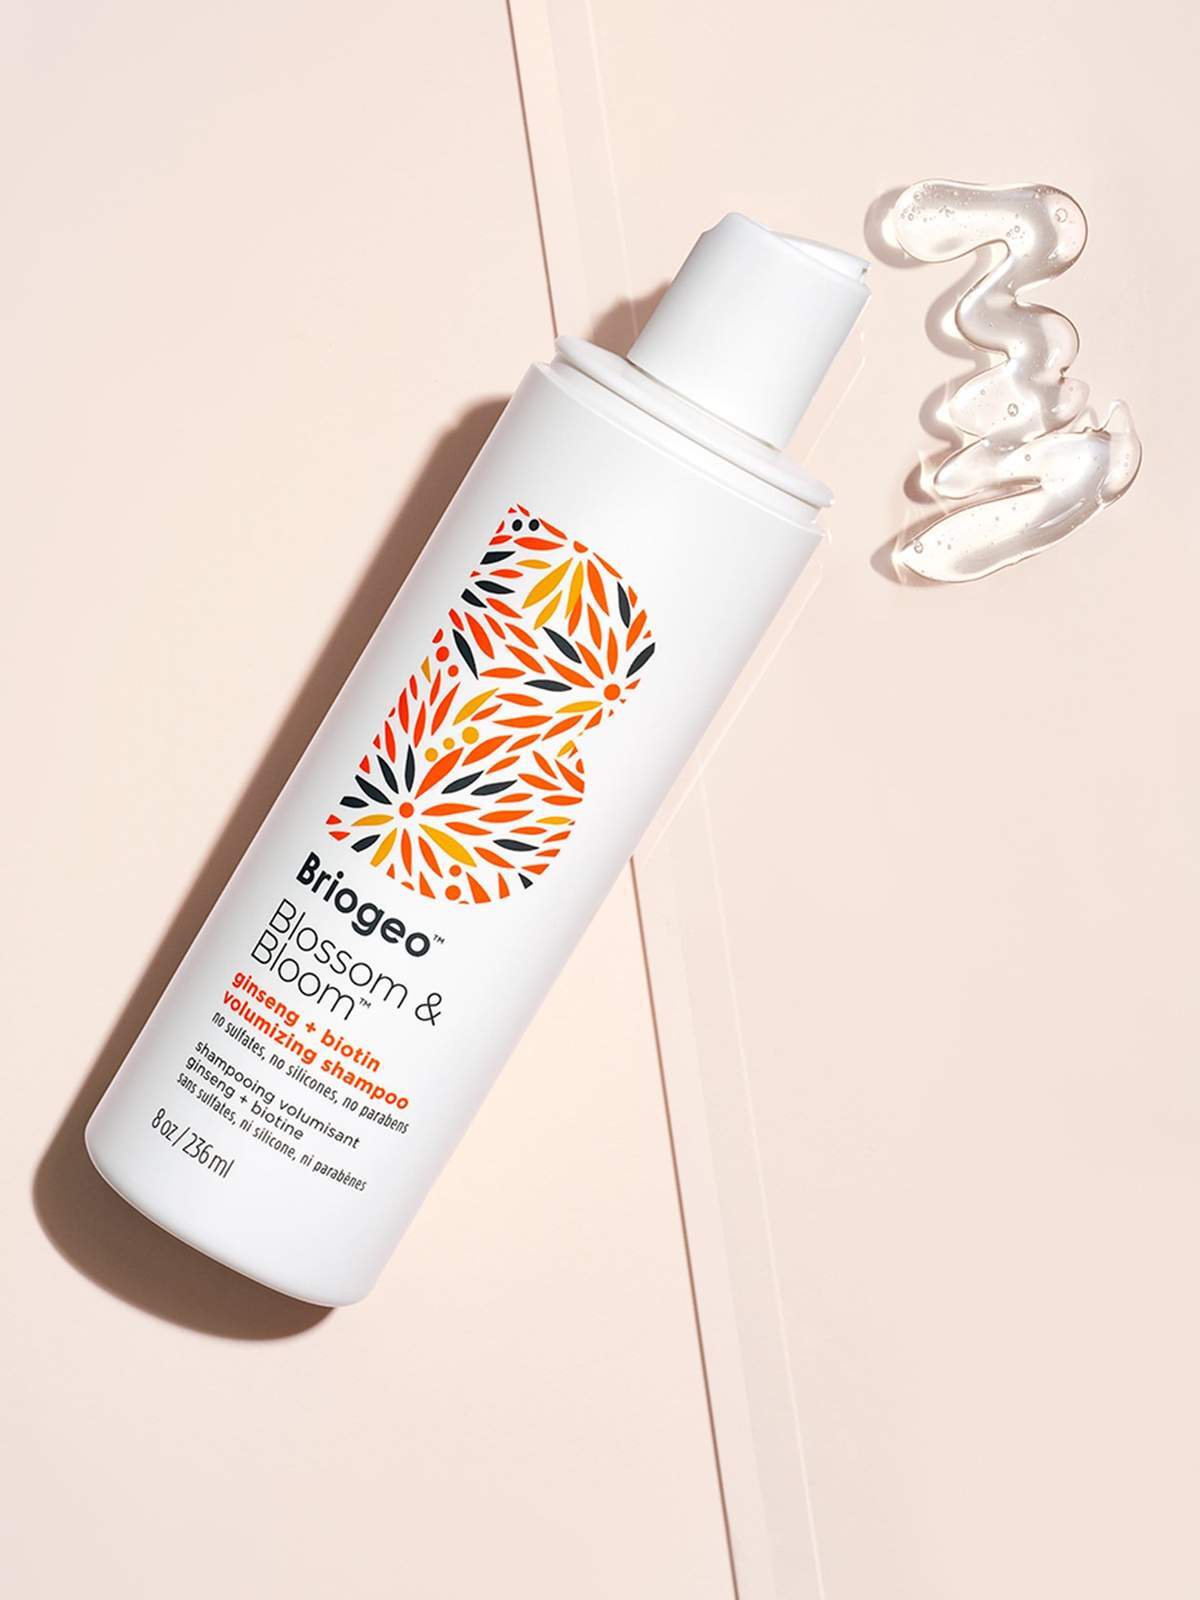 Briogeo™
Blossom &
Bloom™
ginseng + biotin
volumizing shampoo
no sulfates, no silicones, no parabens
shampooing volumisant
ginseng + biotine
sans sulfates, ni silicone, ni parabènes
8 oz / 236 ml